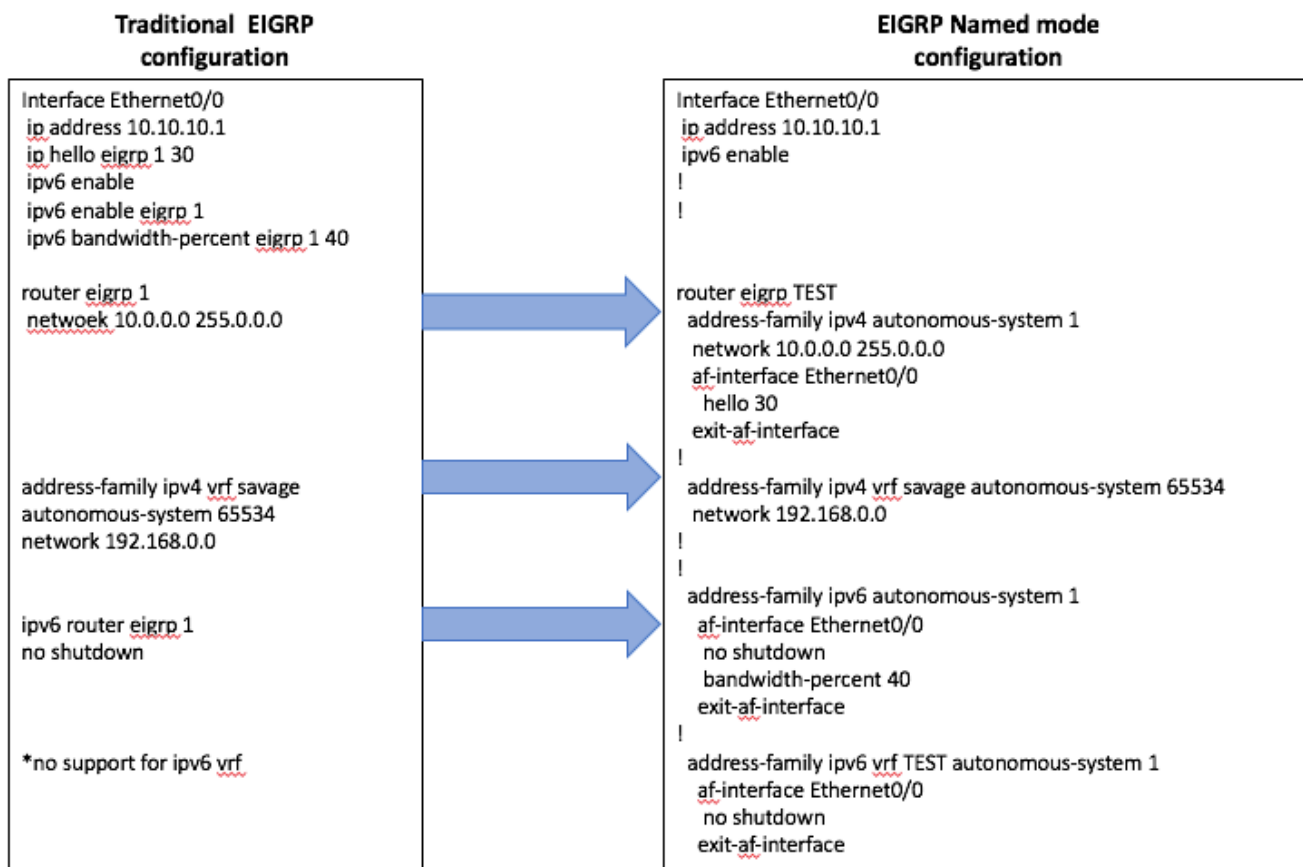 Traditional EIGRP
configuration
Interface Ethernet0/0
ip address 10.10.10.1
ip hello eigrp 1 30
ipv6 enable
ipv6 enable eigrp 1
ipv6 bandwidth-percent eigrp 1 40
router eigrp 1
netwoek 10.0.0.0 255.0.0.0
address-family ipv4 vrf savage
autonomous-system 65534
network 192.168.0.0
ipv6 router eigrp 1
no shutdown
*no support for ipv6 vrf
EIGRP Named mode
configuration
Interface Ethernet0/0
ip address 10.10.10.1
ipv6 enable
!
!
router eigrp TEST
address-family ipv4 autonomous-system 1
network 10.0.0.0 255.0.0.0
af-interface Ethernet0/0
hello 30
exit-af-interface
!
address-family ipv4 vrf savage autonomous-system 65534
network 192.168.0.0
!
!
address-family ipv6 autonomous-system 1
af-interface Ethernet0/0
no shutdown
bandwidth-percent 40
exit-af-interface
!
address-family ipv6 vrf TEST autonomous-system 1
af-interface Ethernet0/0
no shutdown
exit-af-interface